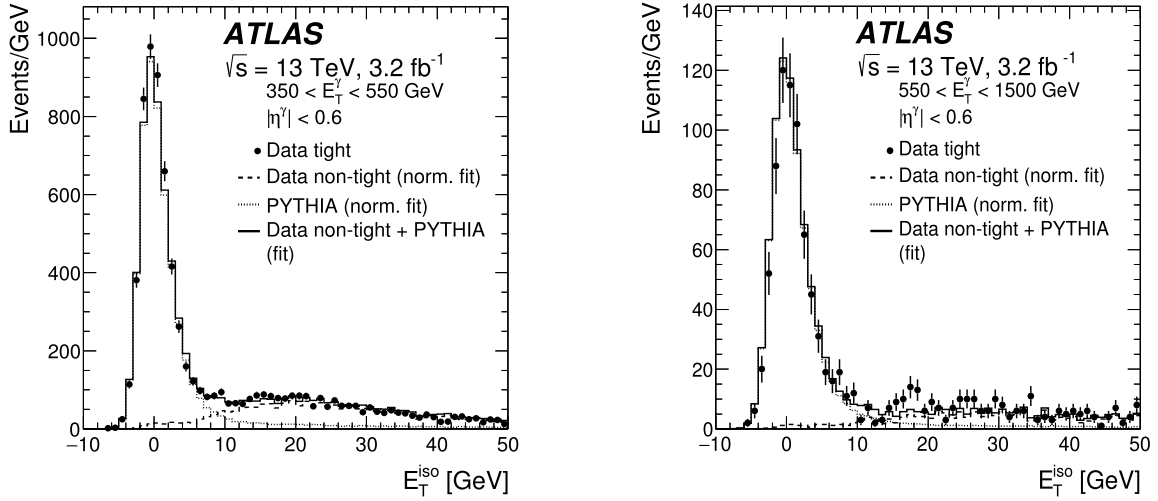 Events/GeV
1000
800
600
400
200
0
ATLAS
√s = 13 TeV, 3.2 fb⁻¹
350 < E_T^γ < 550 GeV
|η^γ| < 0.6
Data tight
Data non-tight (norm. fit)
PYTHIA (norm. fit)
Data non-tight + PYTHIA
(fit)
−10 0 10 20 30 40 50
E_T^iso [GeV]
Events/GeV
140
120
100
80
60
40
20
0
ATLAS
√s = 13 TeV, 3.2 fb⁻¹
550 < E_T^γ < 1500 GeV
|η^γ| < 0.6
Data tight
Data non-tight (norm. fit)
PYTHIA (norm. fit)
Data non-tight + PYTHIA
(fit)
−10 0 10 20 30 40 50
E_T^iso [GeV]